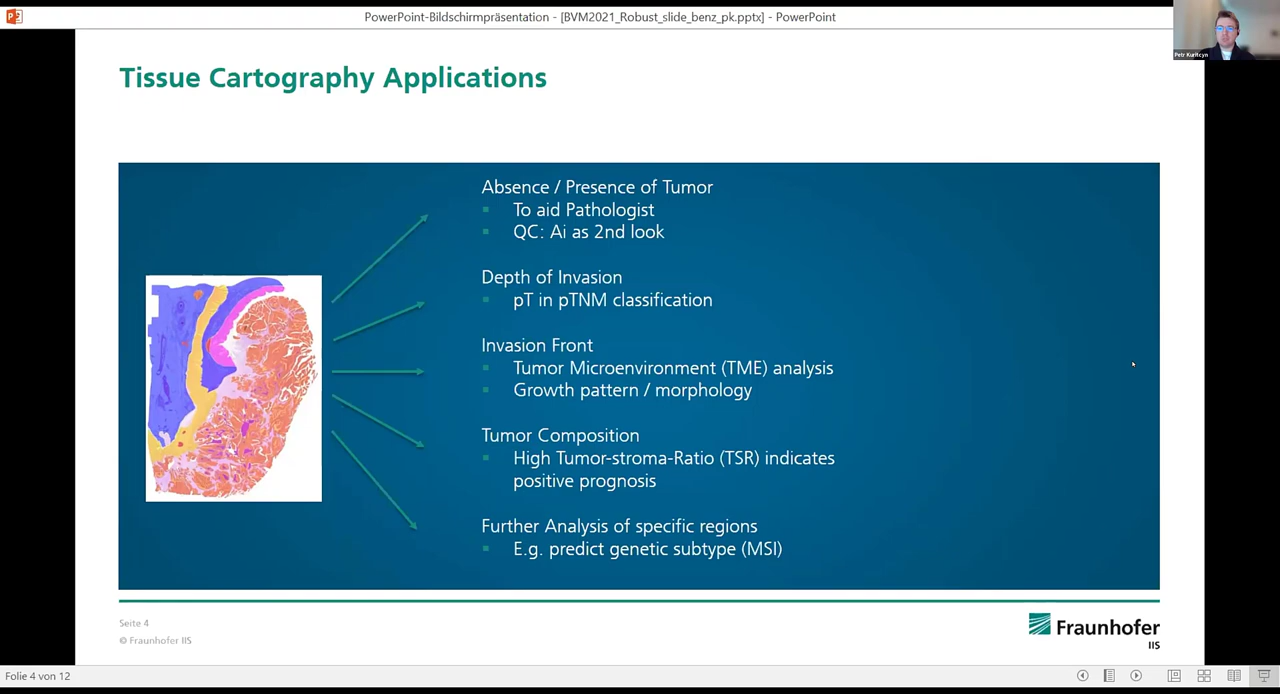 PowerPoint-Bildschirmpräsentation - [BVM2021_Robust_slide_benz_pk.pptx] - PowerPoint
Petr Kuritcyn
Tissue Cartography Applications
Absence / Presence of Tumor
To aid Pathologist
QC: Ai as 2nd look
Depth of Invasion
pT in pTNM classification
Invasion Front
Tumor Microenvironment (TME) analysis
Growth pattern / morphology
Tumor Composition
High Tumor-stroma-Ratio (TSR) indicates
positive prognosis
Further Analysis of specific regions
E.g. predict genetic subtype (MSI)
Seite 4
© Fraunhofer IIS
Fraunhofer
IIS
Folie 4 von 12